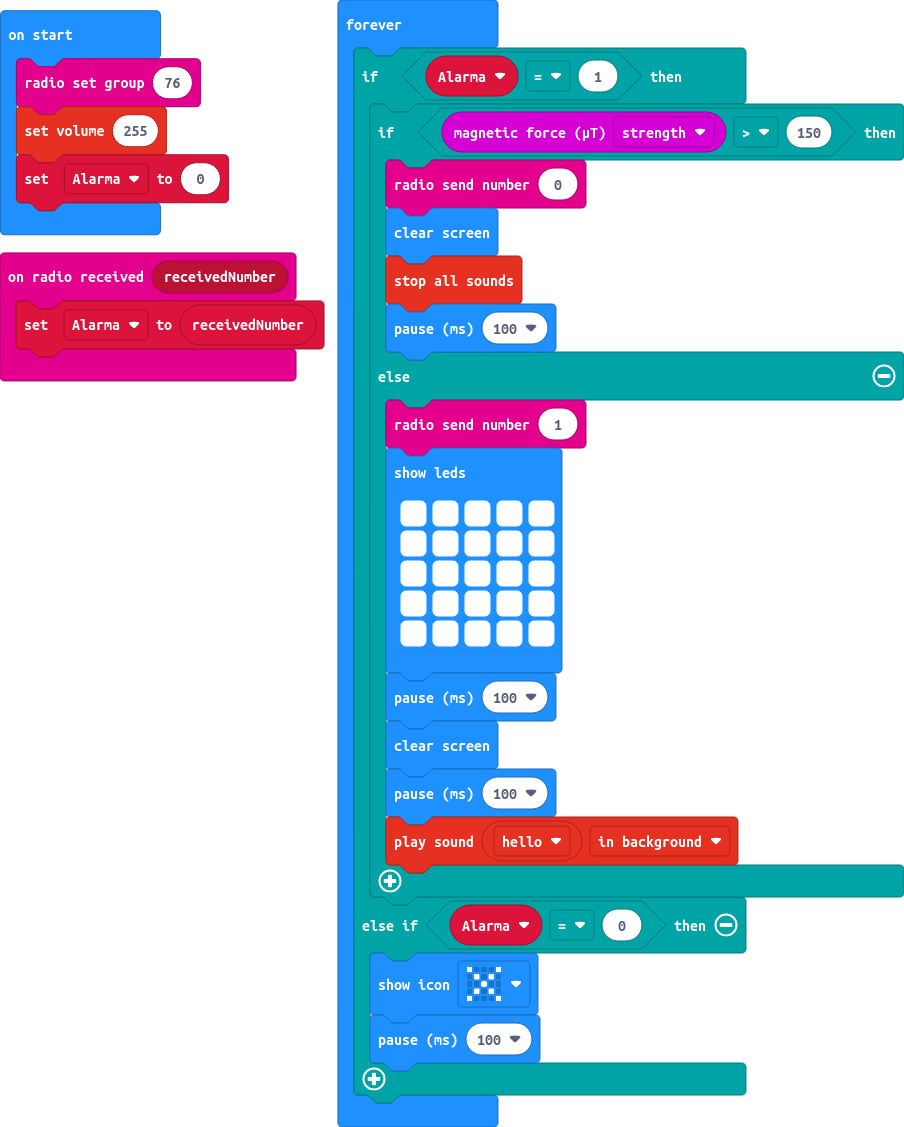 on start
radio set group 76
set volume 255
set Alarma to 0
on radio received receivedNumber
set Alarma to receivedNumber
forever
if Alarma = 1 then
if magnetic force (µT) strength > 150 then
radio send number 0
clear screen
stop all sounds
pause (ms) 100
else
radio send number 1
show leds
pause (ms) 100
clear screen
pause (ms) 100
play sound hello in background
else if Alarma = 0 then
show icon
pause (ms) 100